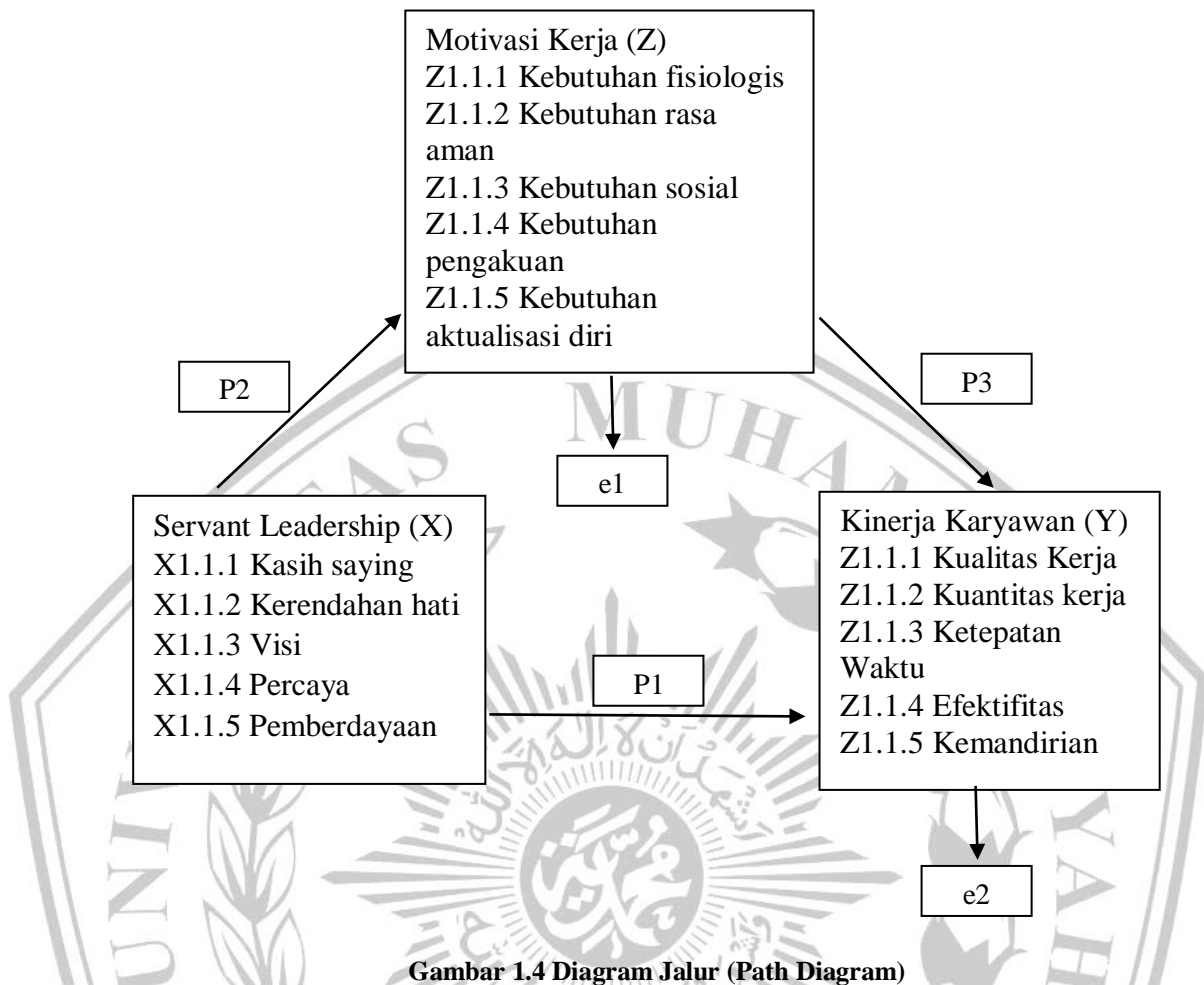 Motivasi Kerja (Z)
Z1.1.1 Kebutuhan fisiologis
Z1.1.2 Kebutuhan rasa
aman
Z1.1.3 Kebutuhan sosial
Z1.1.4 Kebutuhan
pengakuan
Z1.1.5 Kebutuhan
aktualisasi diri
P2
P3
e1
Servant Leadership (X)
X1.1.1 Kasih saying
X1.1.2 Kerendahan hati
X1.1.3 Visi
X1.1.4 Percaya
X1.1.5 Pemberdayaan
P1
Kinerja Karyawan (Y)
Z1.1.1 Kualitas Kerja
Z1.1.2 Kuantitas kerja
Z1.1.3 Ketepatan
Waktu
Z1.1.4 Efektifitas
Z1.1.5 Kemandirian
e2
Gambar 1.4 Diagram Jalur (Path Diagram)